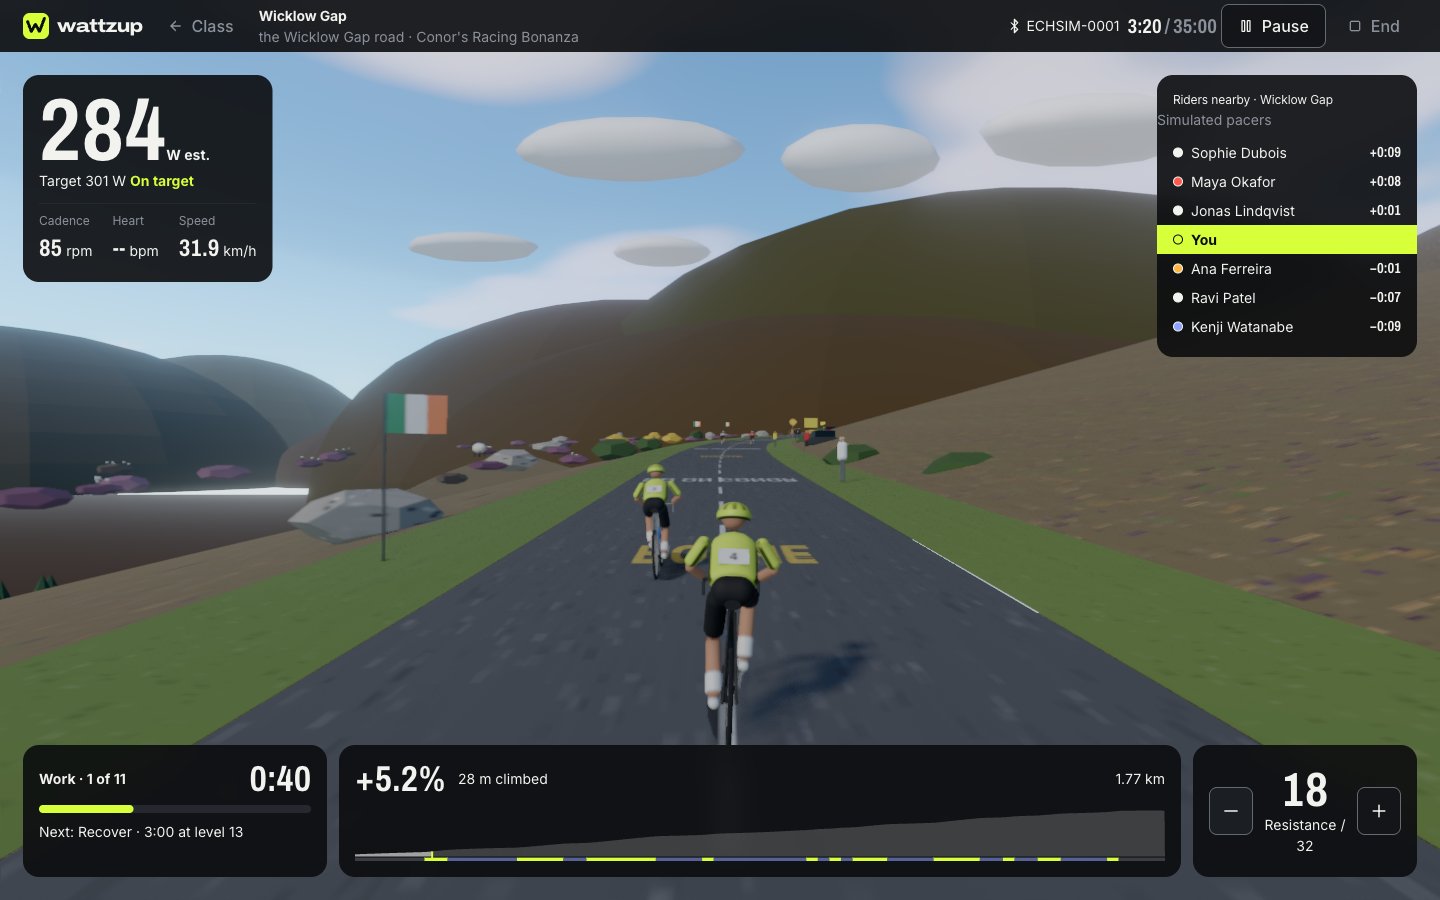 wattzup
Class
Wicklow Gap
the Wicklow Gap road · Conor's Racing Bonanza
ECHSIM-0001
3:20 / 35:00
Pause
End
284 W est.
Target 301 W On target
Cadence Heart Speed
85 rpm -- bpm 31.9 km/h
Riders nearby · Wicklow Gap
Simulated pacers
Sophie Dubois +0:09
Maya Okafor +0:08
Jonas Lindqvist +0:01
You
Ana Ferreira −0:01
Ravi Patel −0:07
Kenji Watanabe −0:09
4
Work · 1 of 11 0:40
Next: Recover · 3:00 at level 13
+5.2% 28 m climbed 1.77 km
18
Resistance /
32